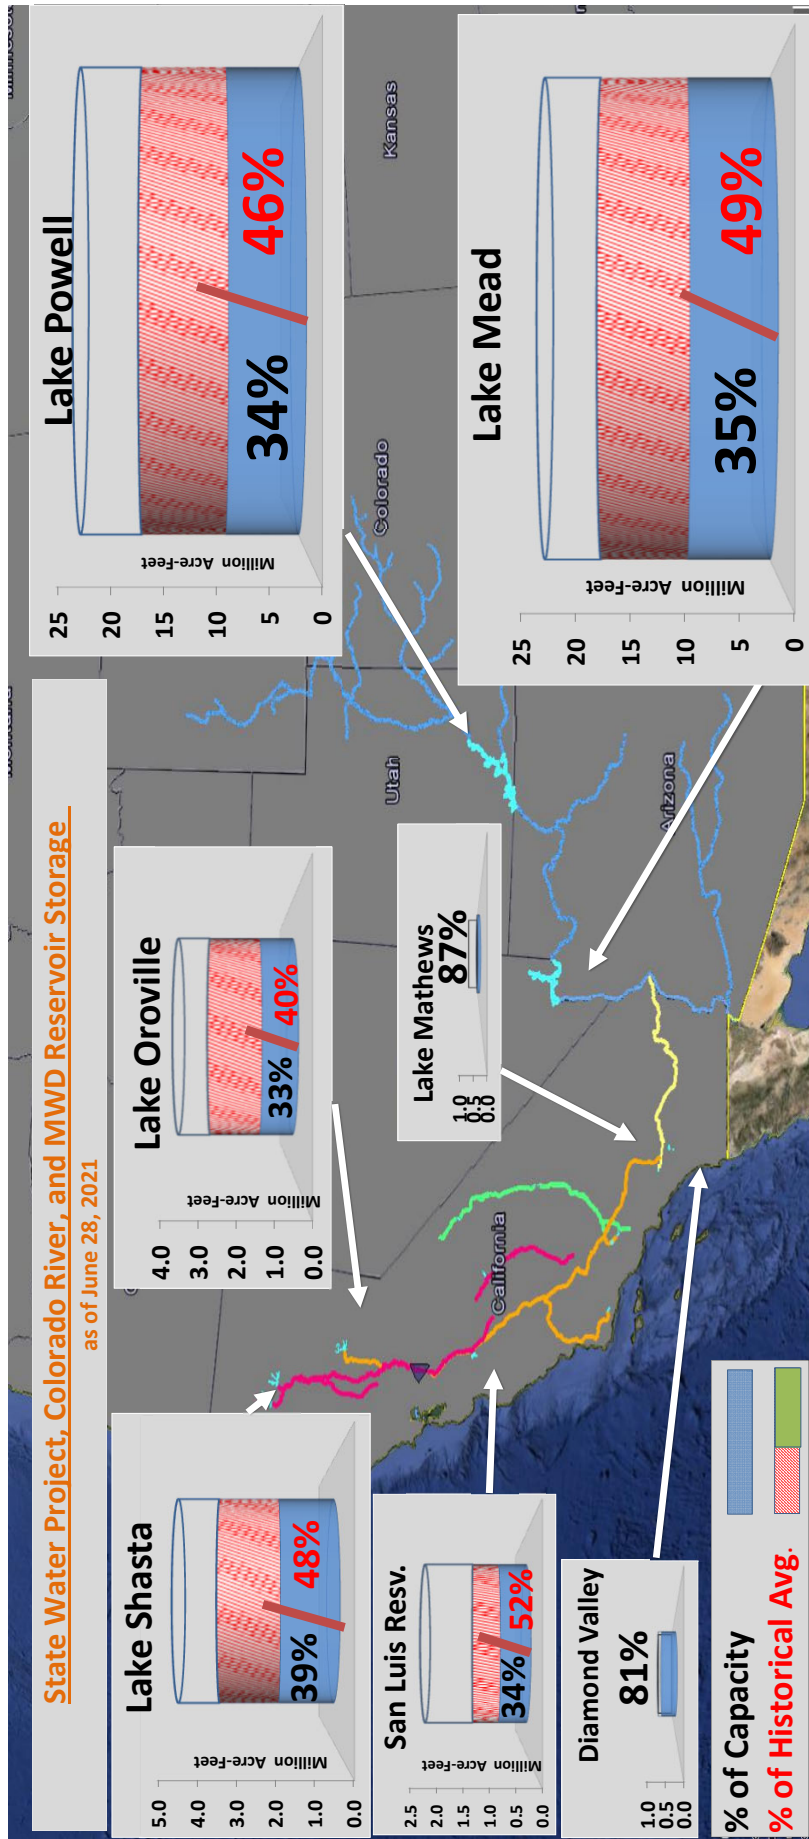 State Water Project, Colorado River, and MWD Reservoir Storage
as of June 28, 2021
Lake Shasta
Million Acre-Feet
5.0
4.0
3.0
2.0
1.0
0.0
39%
48%
San Luis Resv.
Million Acre-Feet
2.5
2.0
1.5
1.0
0.5
0.0
34%
52%
Diamond Valley
1.0
0.5
0.0
81%
% of Capacity
% of Historical Avg.
Lake Oroville
Million Acre-Feet
4.0
3.0
2.0
1.0
0.0
33%
40%
Lake Mathews
1.0
0.5
0.0
87%
Lake Powell
Million Acre-Feet
25
20
15
10
5
0
34%
46%
Lake Mead
Million Acre-Feet
25
20
15
10
5
0
35%
49%
California
Utah
Arizona
Colorado
Kansas